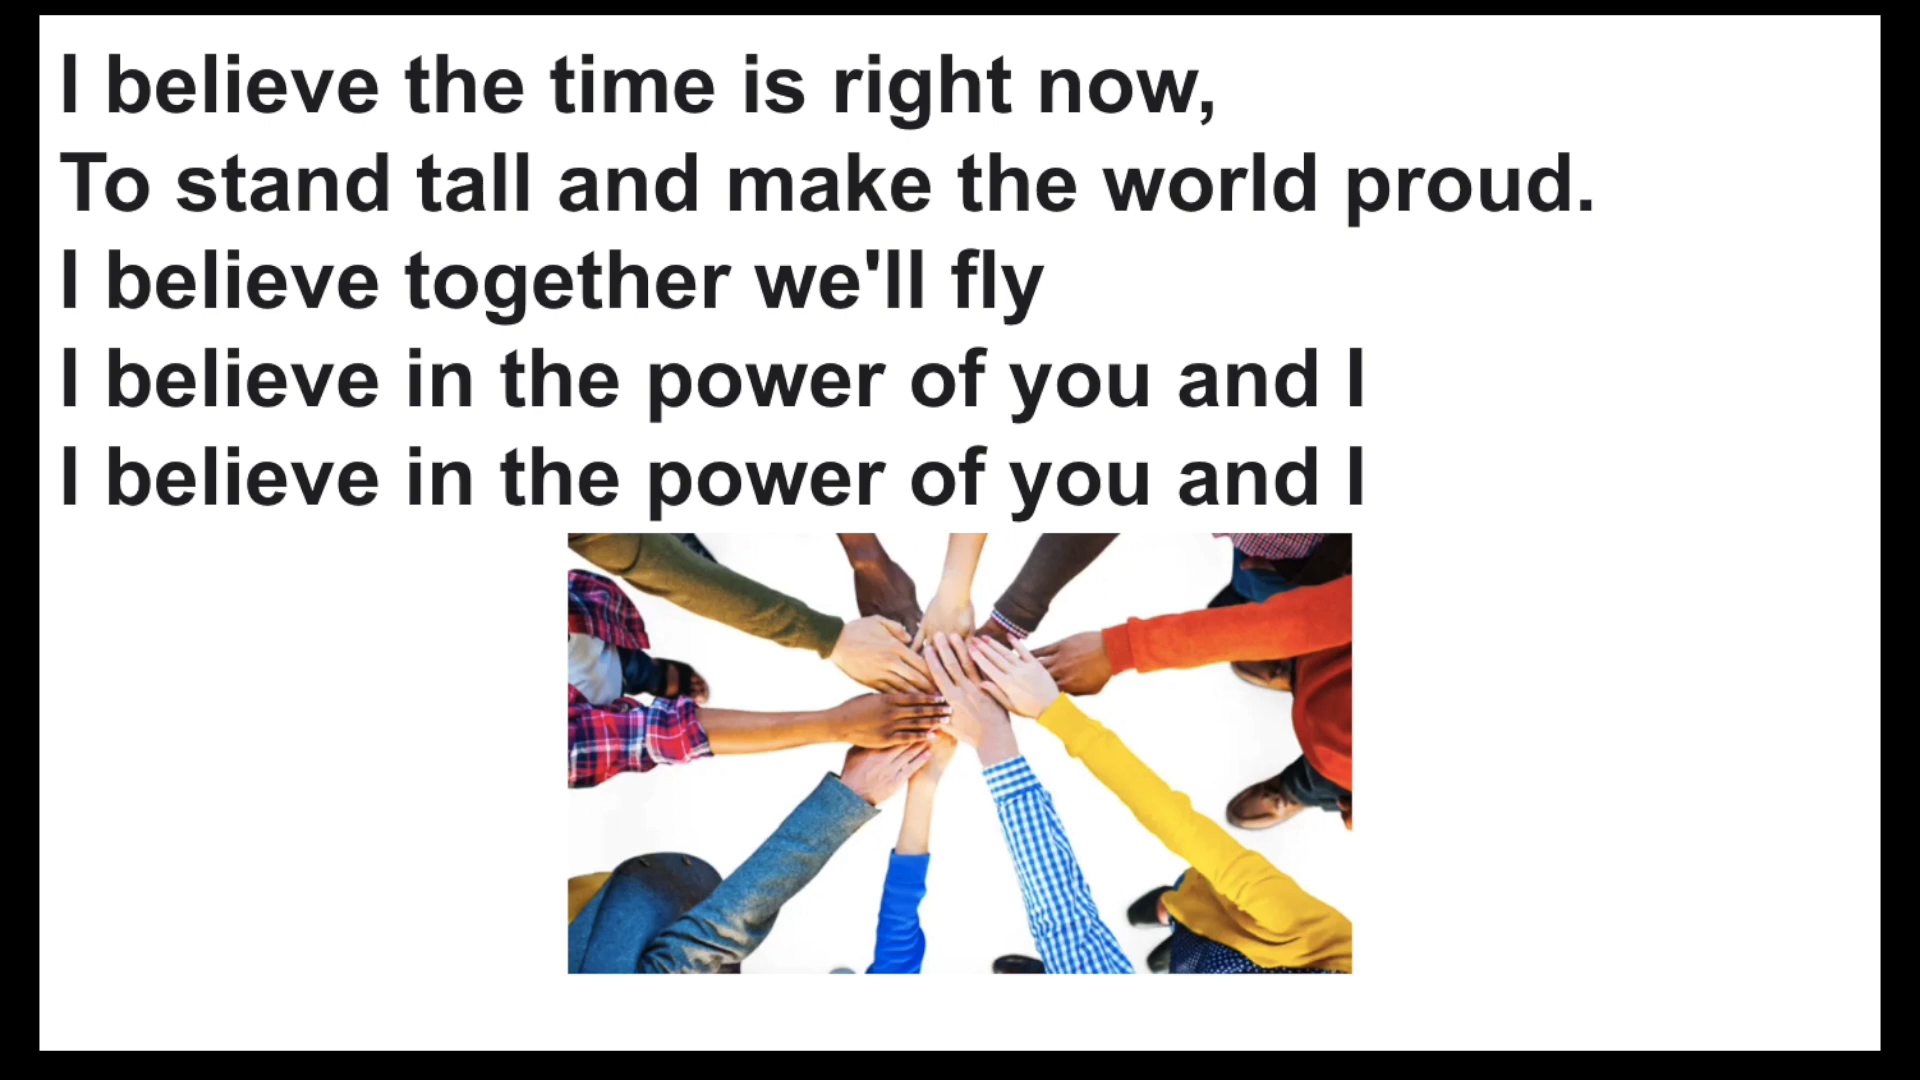 I believe the time is right now,
To stand tall and make the world proud.
I believe together we'll fly
I believe in the power of you and I
I believe in the power of you and I